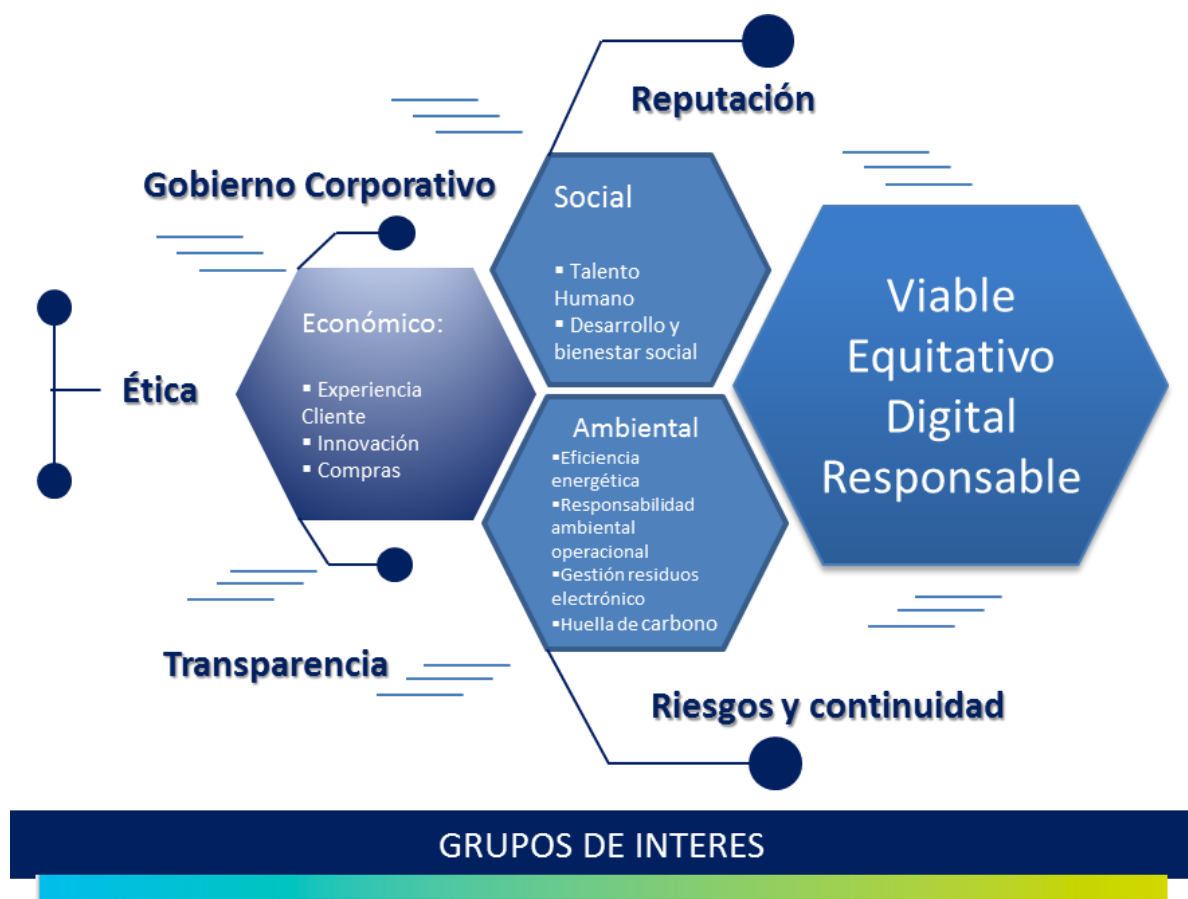 Reputación
Gobierno Corporativo
Social
▪ Talento
Humano
▪ Desarrollo y
bienestar social
Viable
Equitativo
Digital
Responsable
Económico:
▪ Experiencia
Cliente
▪ Innovación
▪ Compras
Ética
Ambiental
▪Eficiencia
energética
▪Responsabilidad
ambiental
operacional
▪Gestión residuos
electrónico
▪Huella de carbono
Transparencia
Riesgos y continuidad
GRUPOS DE INTERES